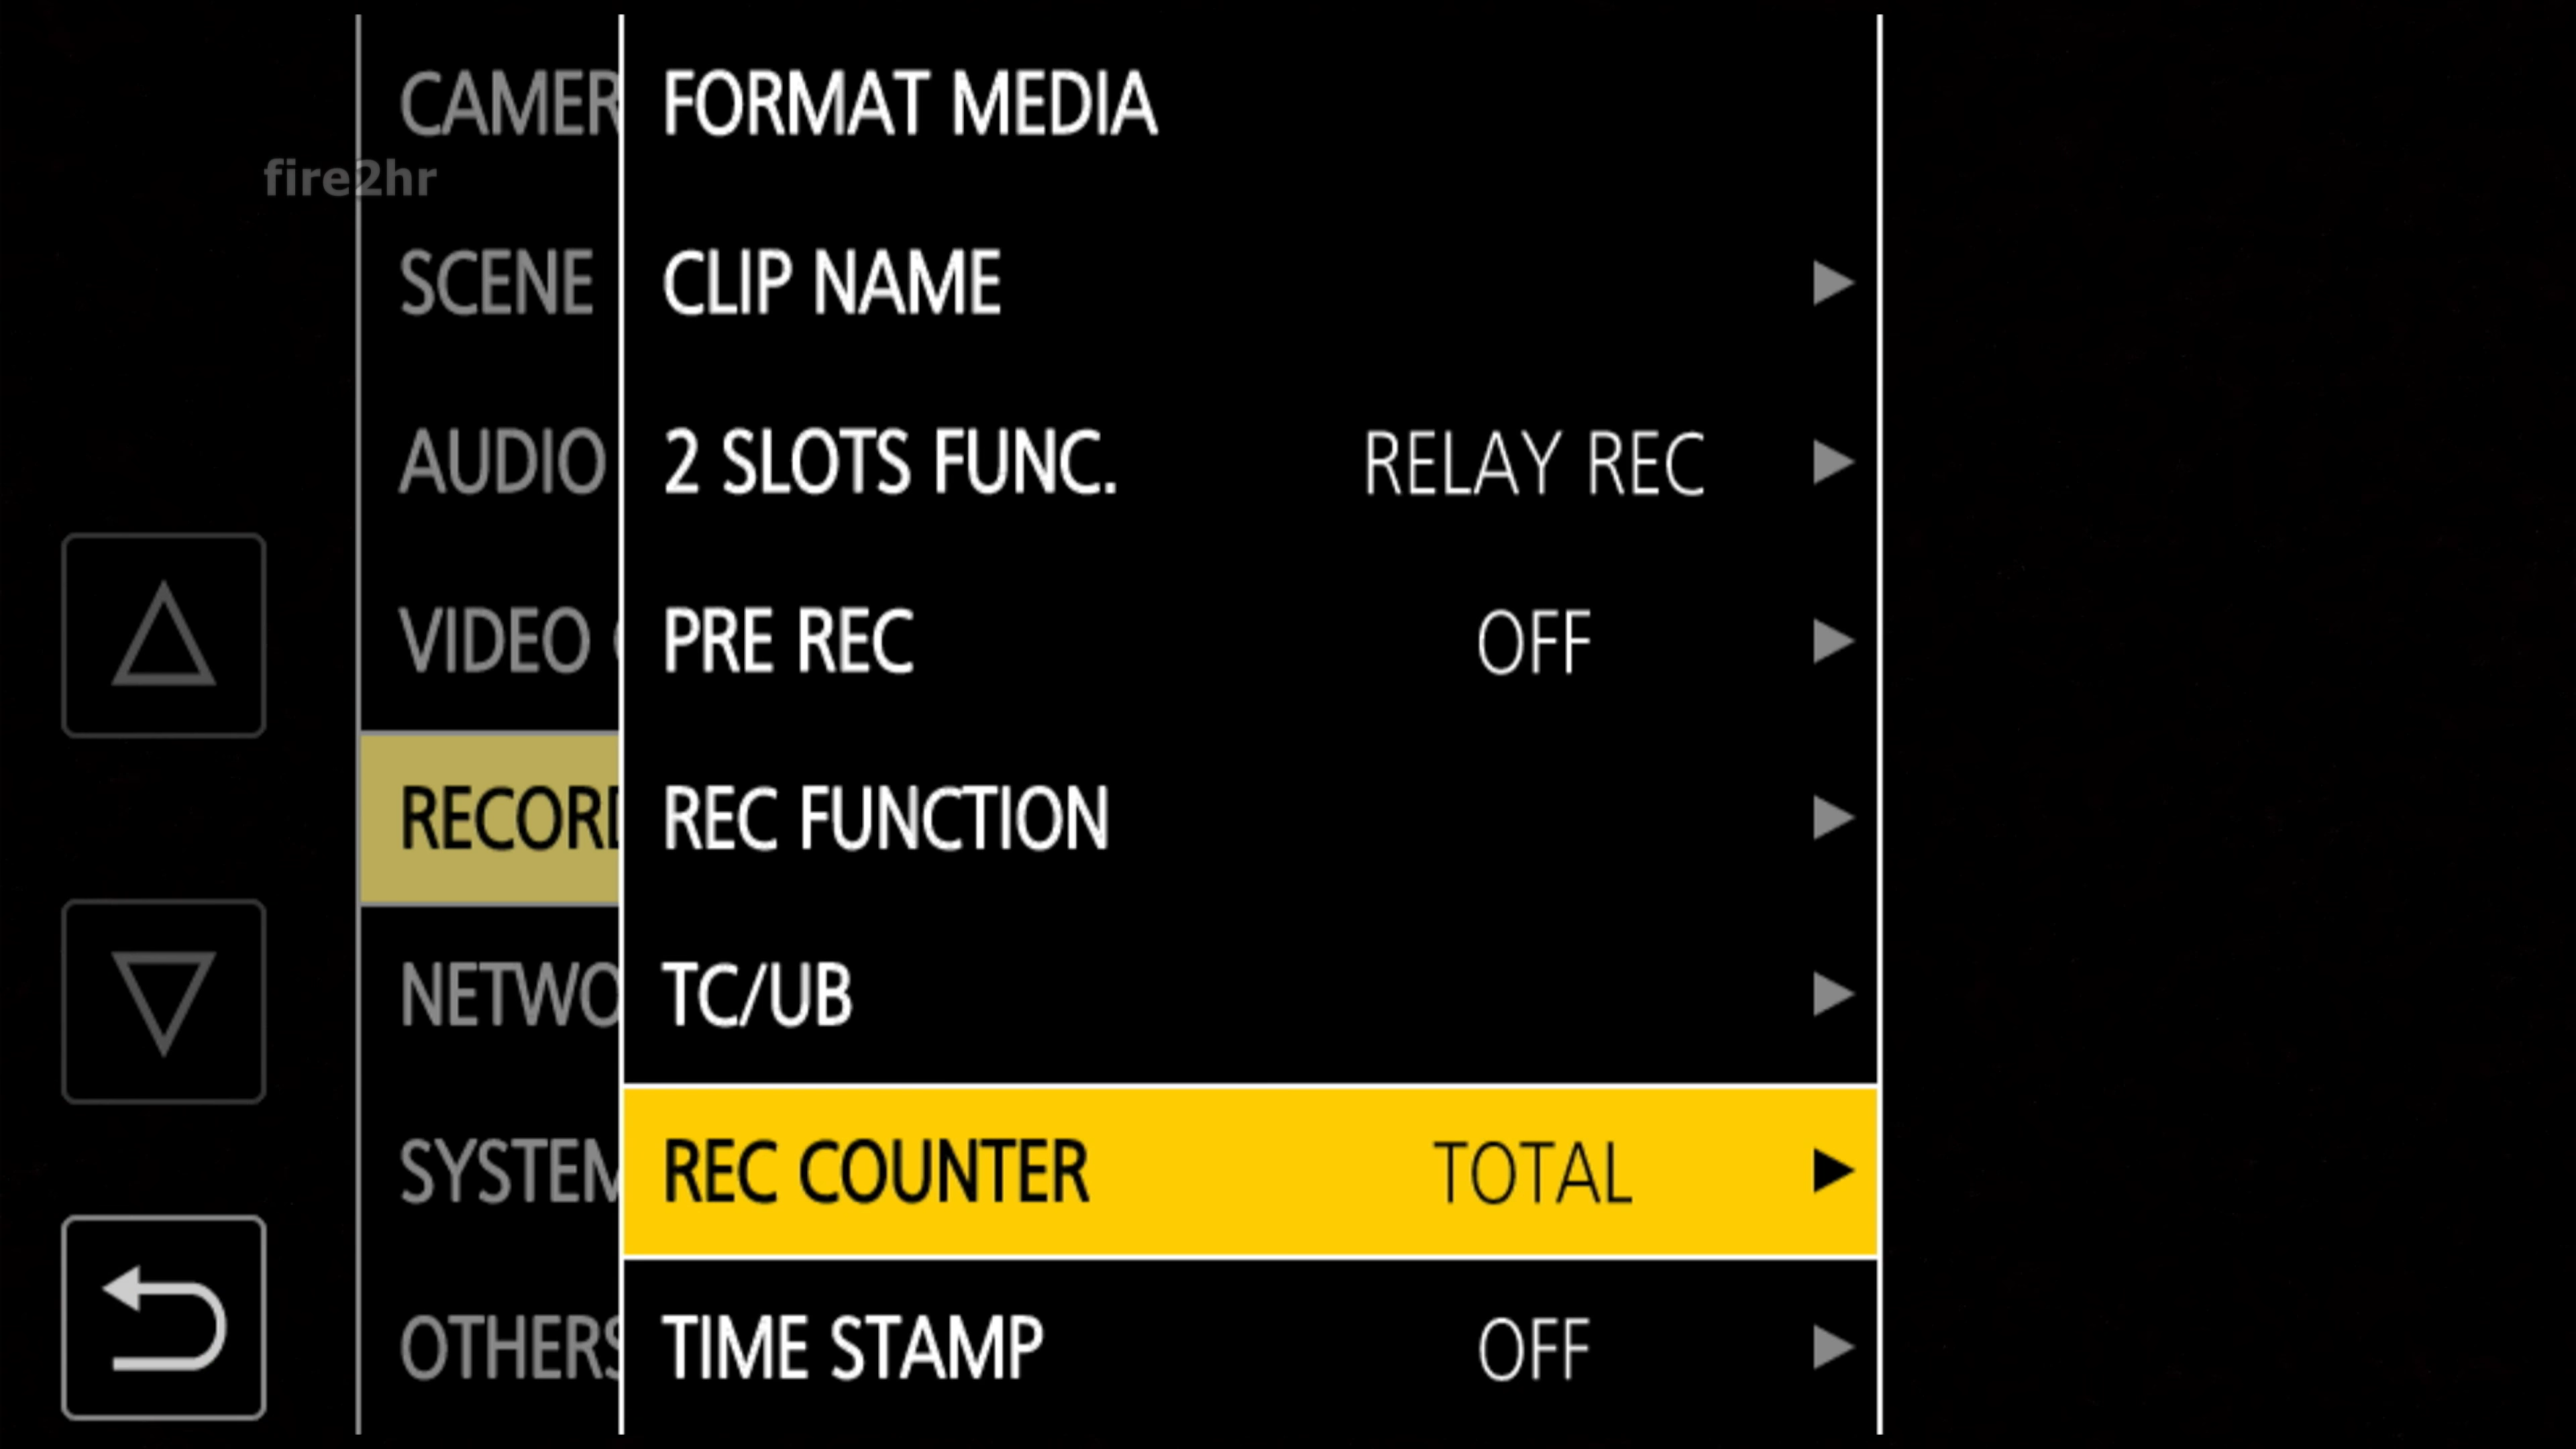 CAMER
fire2hr
SCENE
AUDIO
VIDEO
RECORD
NETWO
SYSTEM
OTHERS
FORMAT MEDIA
CLIP NAME
2 SLOTS FUNC. RELAY REC
PRE REC OFF
REC FUNCTION
TC/UB
REC COUNTER TOTAL
TIME STAMP OFF